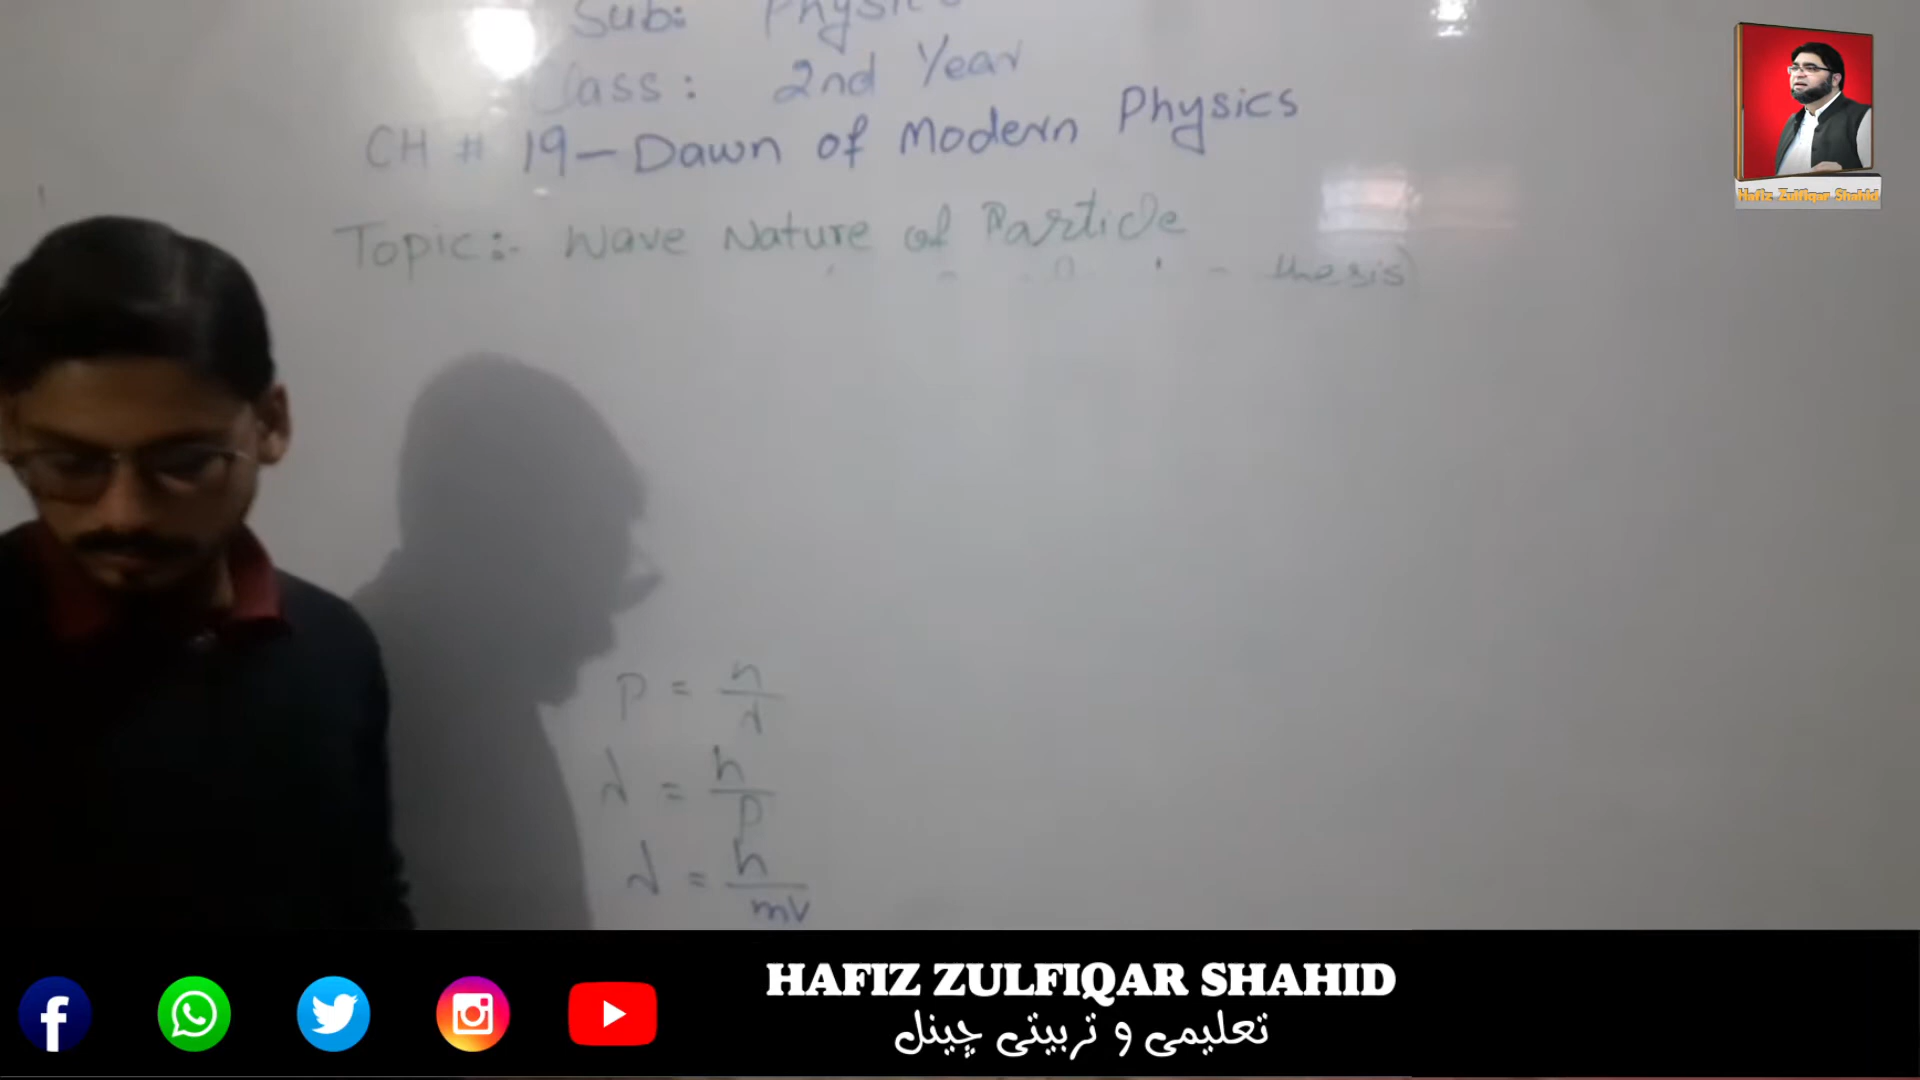 Sub: Physics
Class: 2nd Year
CH # 19 - Dawn of Modern Physics
Hafiz Zulfiqar Shahid
Topic:- Wave Nature of Particle
thesis)
P = h/λ
λ = h/P
λ = h/mv
HAFIZ ZULFIQAR SHAHID
تعلیمی و تربیتی چینل